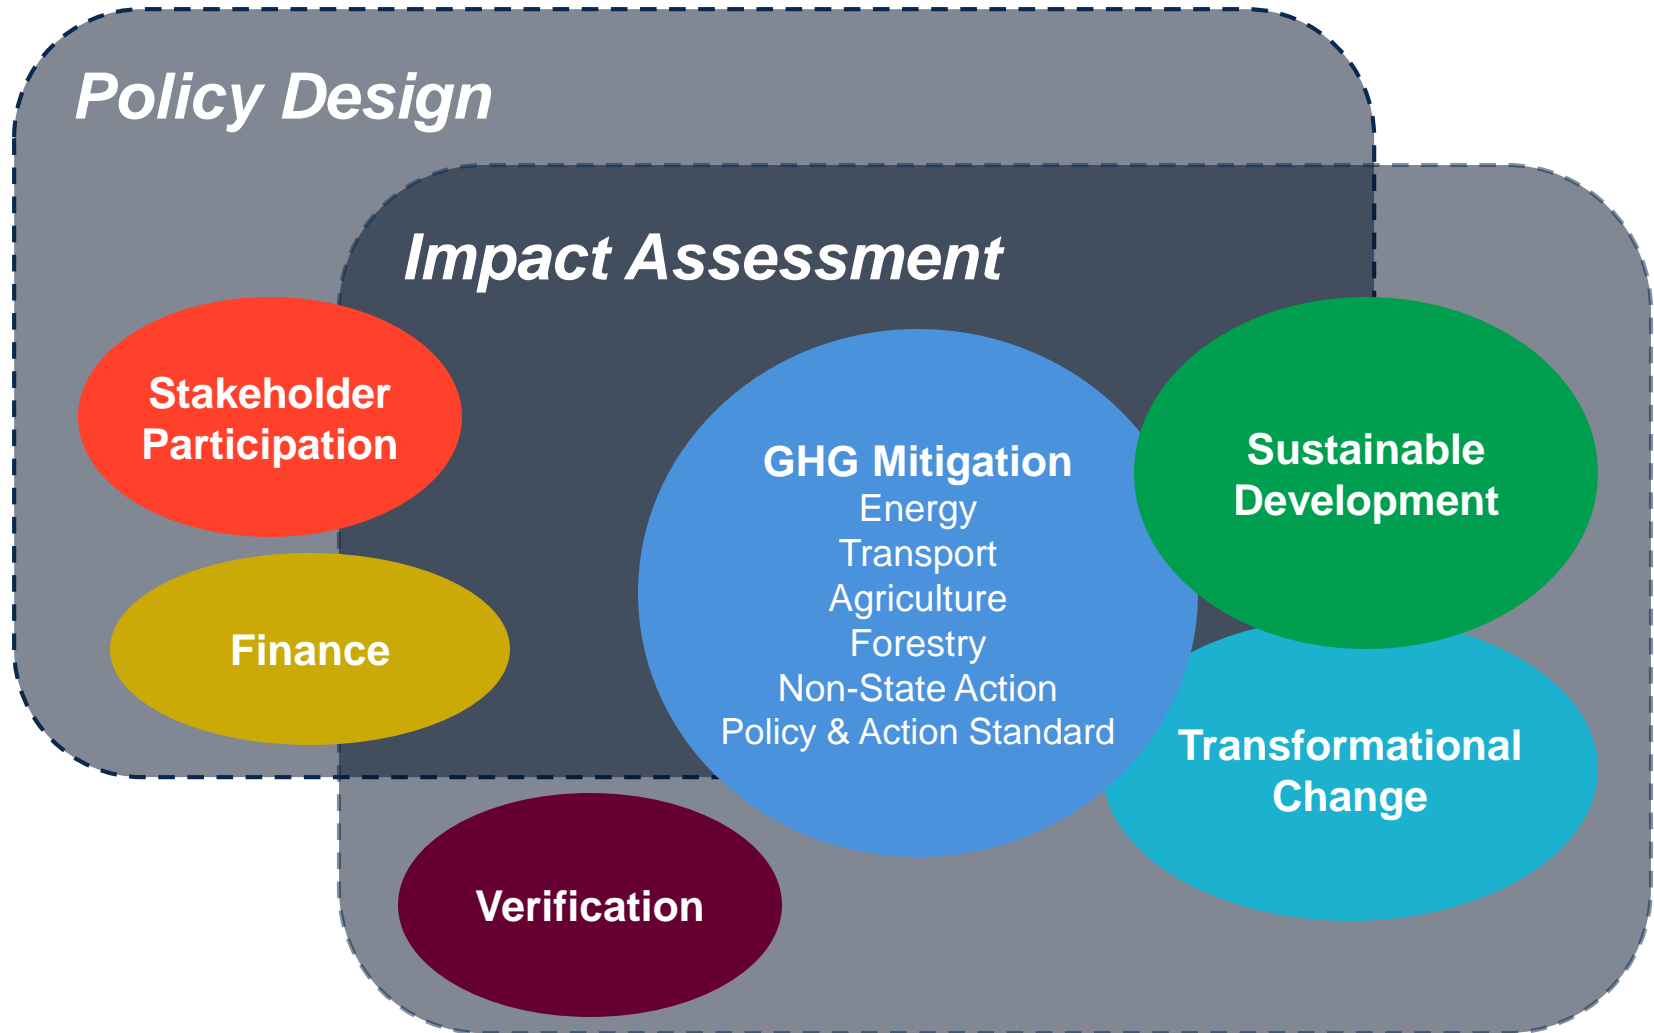 Policy Design
Impact Assessment
Stakeholder
Participation
Finance
GHG Mitigation
Energy
Transport
Agriculture
Forestry
Non-State Action
Policy & Action Standard
Sustainable
Development
Transformational
Change
Verification